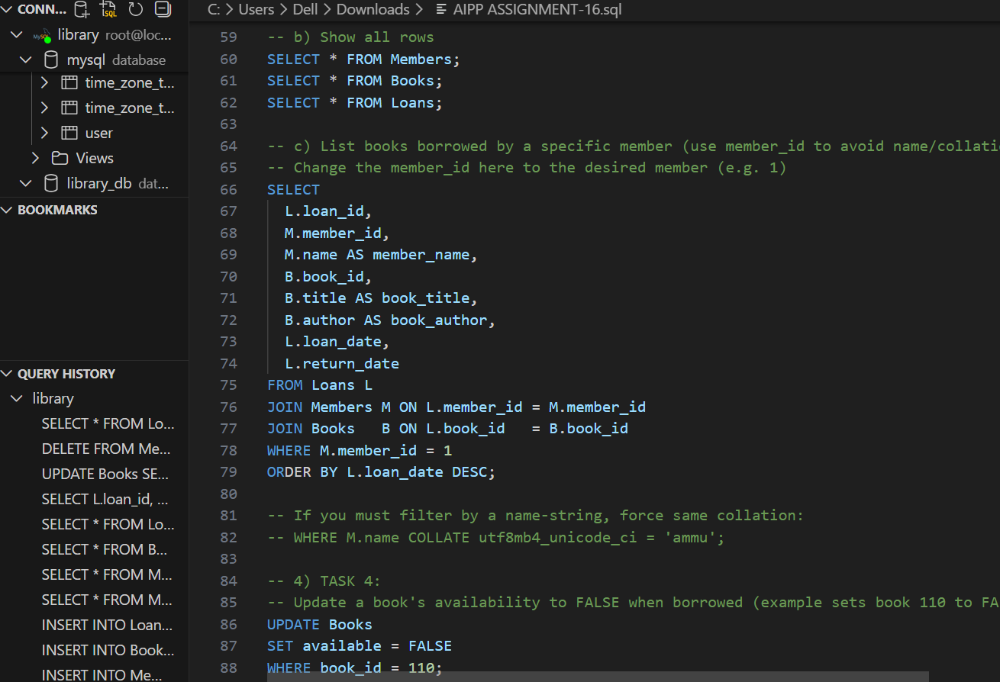 CONN...
library root@loc...
mysql database
time_zone_t...
time_zone_t...
user
Views
library_db dat...
BOOKMARKS
QUERY HISTORY
library
SELECT * FROM Lo...
DELETE FROM Me...
UPDATE Books SE...
SELECT L.loan_id, ...
SELECT * FROM Lo...
SELECT * FROM B...
SELECT * FROM M...
SELECT * FROM M...
INSERT INTO Loan...
INSERT INTO Book...
INSERT INTO Me...
C: > Users > Dell > Downloads > AIPP ASSIGNMENT-16.sql
59 -- b) Show all rows
60 SELECT * FROM Members;
61 SELECT * FROM Books;
62 SELECT * FROM Loans;
63
64 -- c) List books borrowed by a specific member (use member_id to avoid name/collatio
65 -- Change the member_id here to the desired member (e.g. 1)
66 SELECT
67 L.loan_id,
68 M.member_id,
69 M.name AS member_name,
70 B.book_id,
71 B.title AS book_title,
72 B.author AS book_author,
73 L.loan_date,
74 L.return_date
75 FROM Loans L
76 JOIN Members M ON L.member_id = M.member_id
77 JOIN Books   B ON L.book_id   = B.book_id
78 WHERE M.member_id = 1
79 ORDER BY L.loan_date DESC;
80
81 -- If you must filter by a name-string, force same collation:
82 -- WHERE M.name COLLATE utf8mb4_unicode_ci = 'ammu';
83
84 -- 4) TASK 4:
85 -- Update a book's availability to FALSE when borrowed (example sets book 110 to FA
86 UPDATE Books
87 SET available = FALSE
88 WHERE book_id = 110;